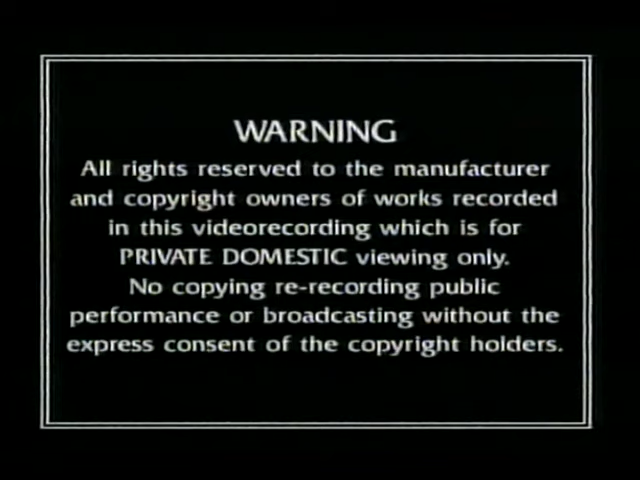 WARNING
All rights reserved to the manufacturer
and copyright owners of works recorded
in this videorecording which is for
PRIVATE DOMESTIC viewing only.
No copying re-recording public
performance or broadcasting without the
express consent of the copyright holders.